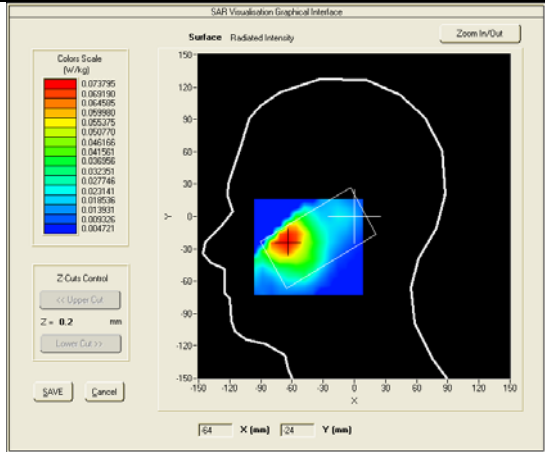 SAR Visualisation Graphical Interface
Surface Radiated Intensity
Zoom In/Out
Colors Scale
(W/kg)
0.073795
0.069190
0.064585
0.059980
0.055375
0.050770
0.046166
0.041561
0.036956
0.032351
0.027746
0.023141
0.018536
0.013931
0.009326
0.004721
Z-Cuts Control
<< Upper Cut
Z = 0.2 mm
Lower Cut >>
SAVE Cancel
150-
120-
90-
60-
30-
0-
-30-
-60-
-90-
-120-
-150-
Y
-150 -120 -90 -60 -30 0 30 60 90 120 150
X
-64 X (mm) -24 Y (mm)